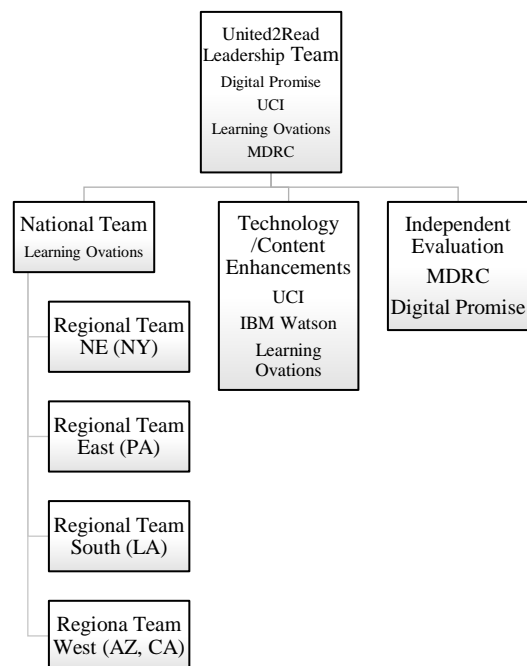 United2Read
Leadership Team
Digital Promise
UCI
Learning Ovations
MDRC
National Team
Learning Ovations
Technology
/Content
Enhancements
UCI
IBM Watson
Learning
Ovations
Independent
Evaluation
MDRC
Digital Promise
Regional Team
NE (NY)
Regional Team
East (PA)
Regional Team
South (LA)
Regiona Team
West (AZ, CA)